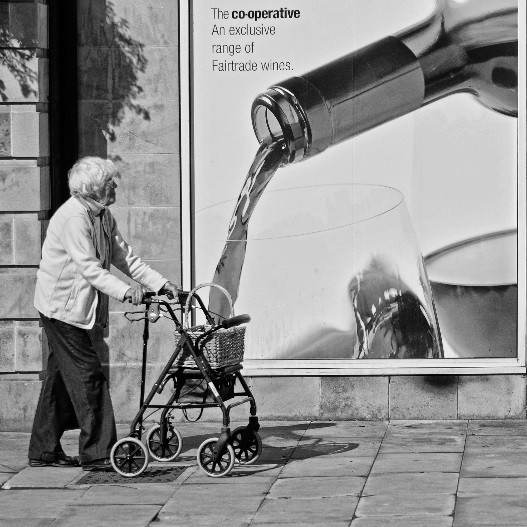 The co-operative
An exclusive
range of
Fairtrade wines.